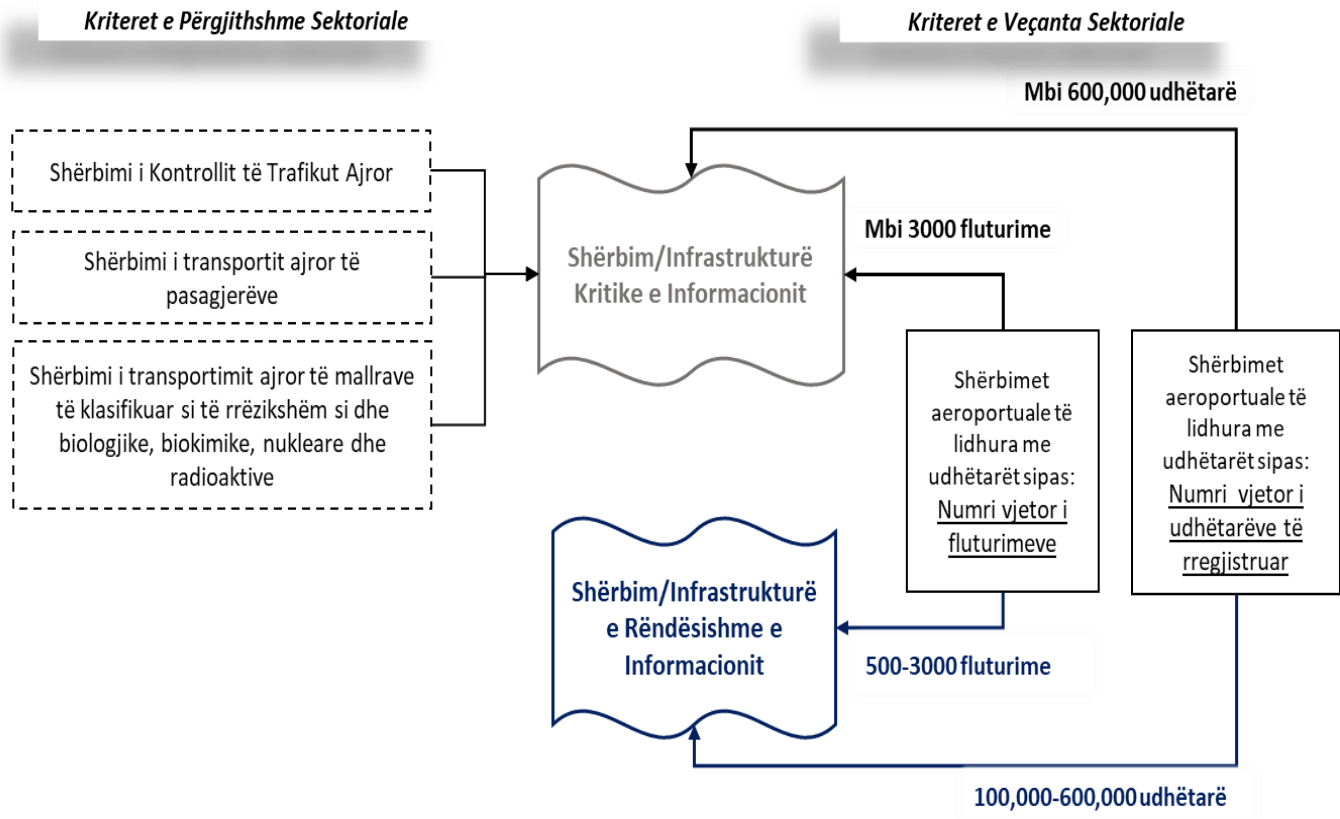 Kriteret e Përgjithshme Sektoriale
Kriteret e Veçanta Sektoriale
Mbi 600,000 udhëtarë
Shërbimi i Kontrollit të Trafikut Ajror
Shërbimi i transportit ajror të
pasagjerëve
Shërbimi i transportimit ajror të mallrave
të klasifikuar si të rrëzikshëm si dhe
biologjike, biokimike, nukleare dhe
radioaktive
Shërbim/Infrastrukturë
Kritike e Informacionit
Mbi 3000 fluturime
Shërbimet
aeroportuale të
lidhura me
udhëtarët sipas:
Numri vjetor i
fluturimeve
Shërbimet
aeroportuale të
lidhura me
udhëtarët sipas:
Numri vjetor i
udhëtarëve të
rregjistruar
Shërbim/Infrastrukturë
e Rëndësishme e
Informacionit
500-3000 fluturime
100,000-600,000 udhëtarë